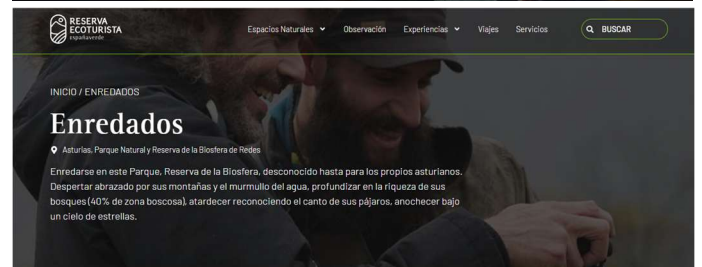 RESERVA
ECOTURISTA
españaverde
Espacios Naturales
Observación
Experiencias
Viajes
Servicios
BUSCAR
INICIO / ENREDADOS
Enredados
Asturias, Parque Natural y Reserva de la Biosfera de Redes
Enredarse en este Parque, Reserva de la Biosfera, desconocido hasta para los propios asturianos.
Despertar abrazado por sus montañas y el murmullo del agua, profundizar en la riqueza de sus
bosques (40% de zona boscosa), atardecer reconociendo el canto de sus pájaros, anochecer bajo
un cielo de estrellas.